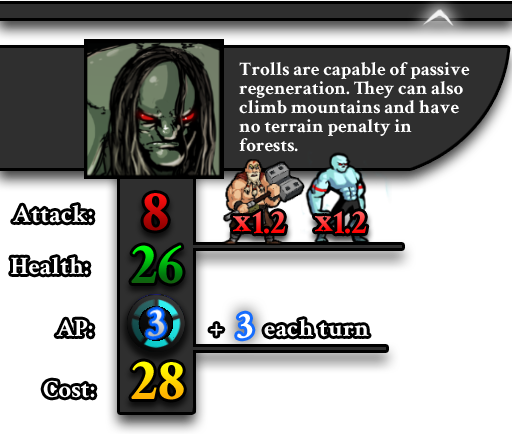 Trolls are capable of passive
regeneration. They can also
climb mountains and have
no terrain penalty in
forests.
Attack: 8 x1.2 x1.2
Health: 26
AP: 3 + 3 each turn
Cost: 28